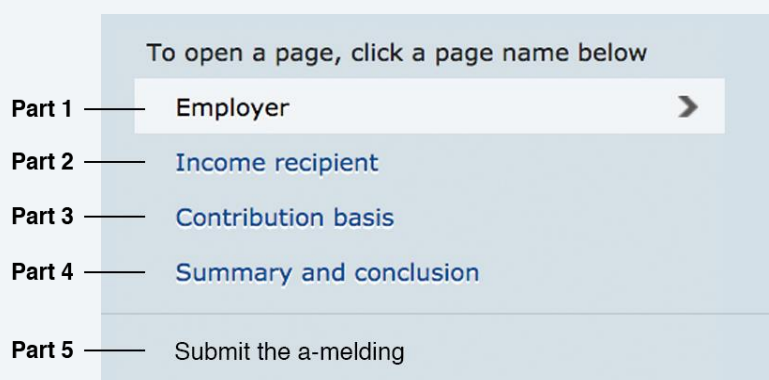 To open a page, click a page name below
Part 1 Employer
Part 2 Income recipient
Part 3 Contribution basis
Part 4 Summary and conclusion
Part 5 Submit the a-melding